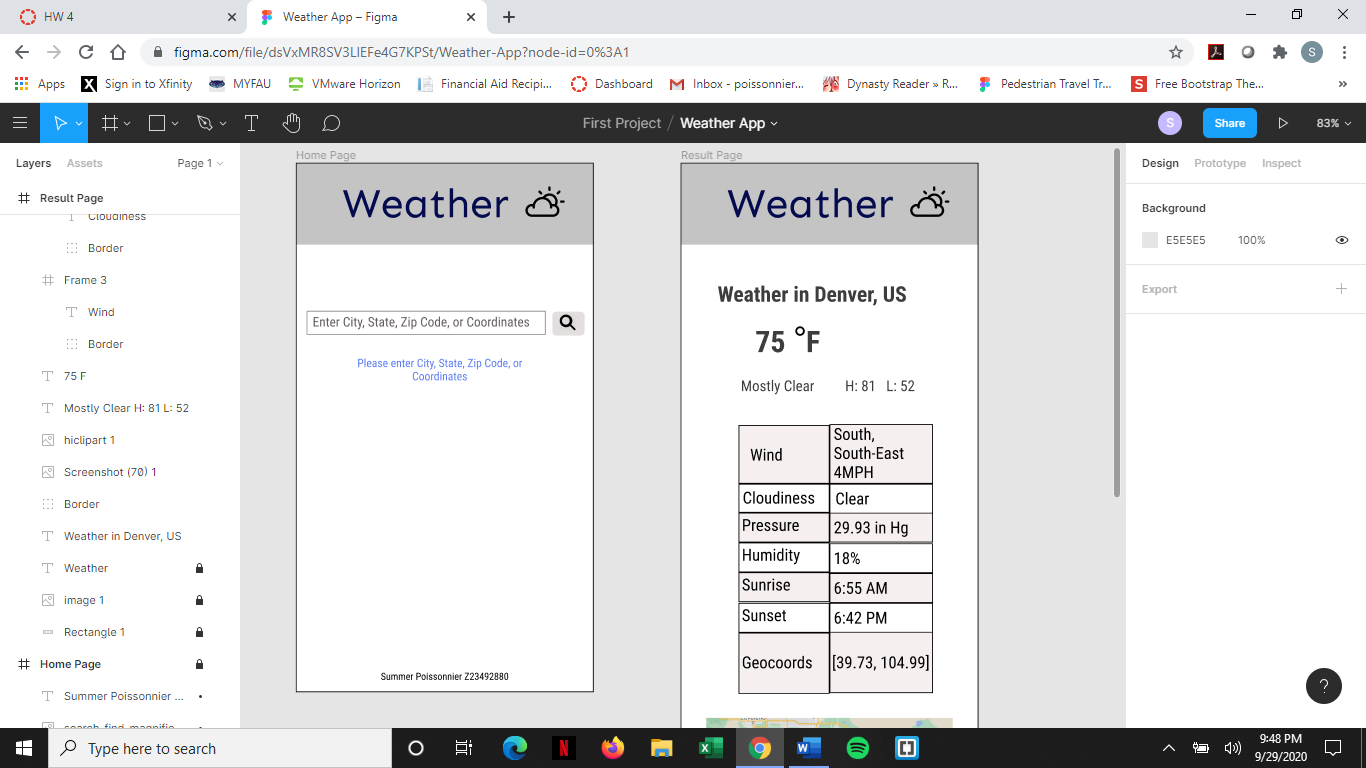 HW 4
Weather App – Figma
figma.com/file/dsVxMR8SV3LlEFe4G7KPSt/Weather-App?node-id=0%3A1
S
Apps
X
Sign in to Xfinity
MYFAU
VMware Horizon
Financial Aid Recipi...
Dashboard
Inbox - poissonnier...
Dynasty Reader » R...
Pedestrian Travel Tr...
S
Free Bootstrap The...
»
First Project / Weather App
S
Share
83%
Layers
Assets
Page 1
Home Page
Result Page
Design
Prototype
Inspect
Result Page
Cloudiness
Border
Frame 3
Wind
Border
75 F
Mostly Clear H: 81 L: 52
hiclipart 1
Screenshot (70) 1
Border
Weather in Denver, US
Weather
image 1
Rectangle 1
Home Page
Summer Poissonnier ...
search_find_magnifie...
Weather
Enter City, State, Zip Code, or Coordinates
Please enter City, State, Zip Code, or
Coordinates
Summer Poissonnier Z23492880
Weather
Weather in Denver, US
75 °F
Mostly Clear H: 81 L: 52
Wind
South,
South-East
4MPH
Cloudiness Clear
Pressure 29.93 in Hg
Humidity 18%
Sunrise 6:55 AM
Sunset 6:42 PM
Geocoords [39.73, 104.99]
Background
E5E5E5 100%
Export
?
Type here to search
9:48 PM
9/29/2020